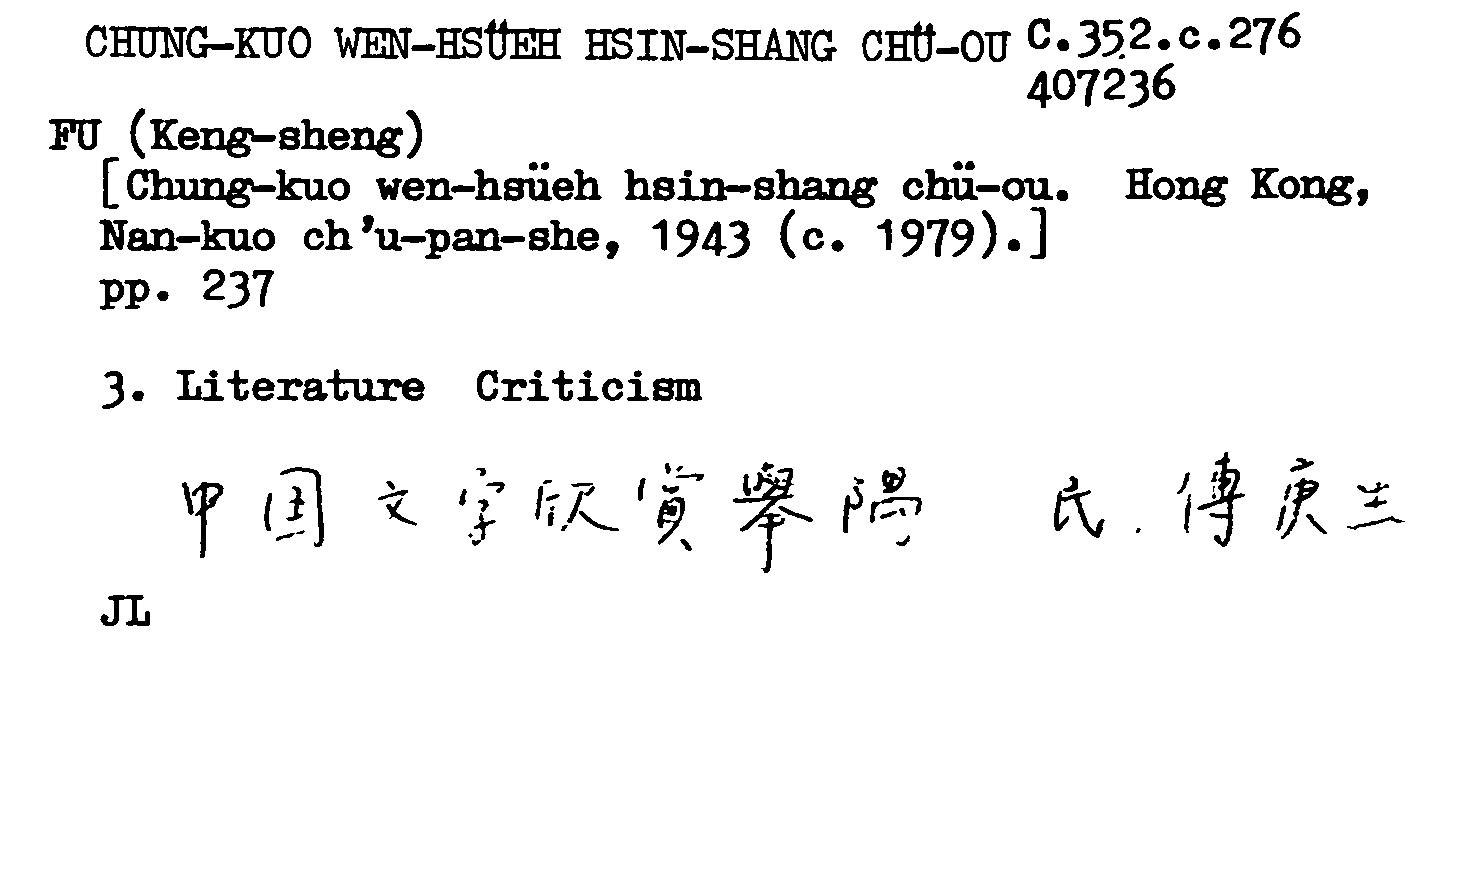 CHUNG-KUO WEN-HSÜEH HSIN-SHANG CHÜ-OU C.352.c.276
407236
FU (Keng-sheng)
[Chung-kuo wen-hsüeh hsin-shang chü-ou. Hong Kong,
Nan-kuo ch'u-pan-she, 1943 (c. 1979).]
pp. 237
3. Literature Criticism
中国文学欣賞舉隅 民.傅庚生
JL